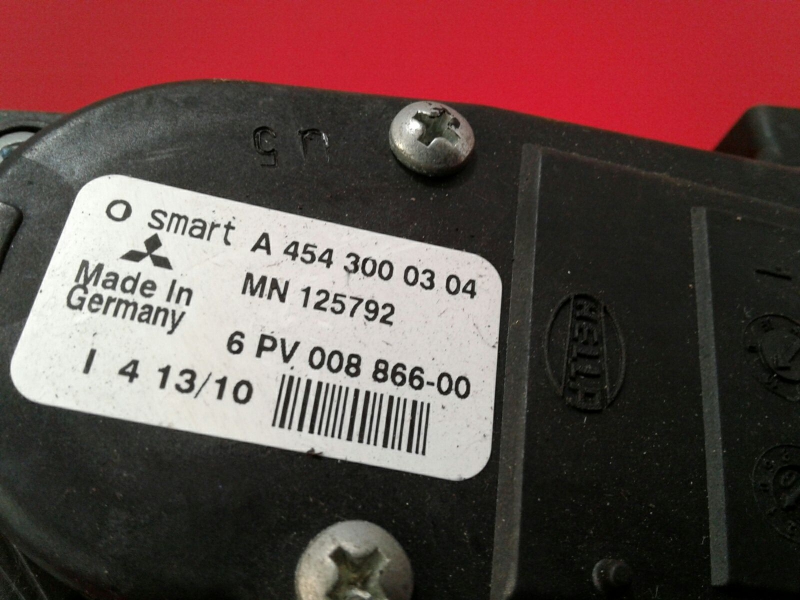 U5
smart A 454 300 03 04
MN 125792
Made In
Germany
6 PV 008 866-00
I 4 13/10
HELLA